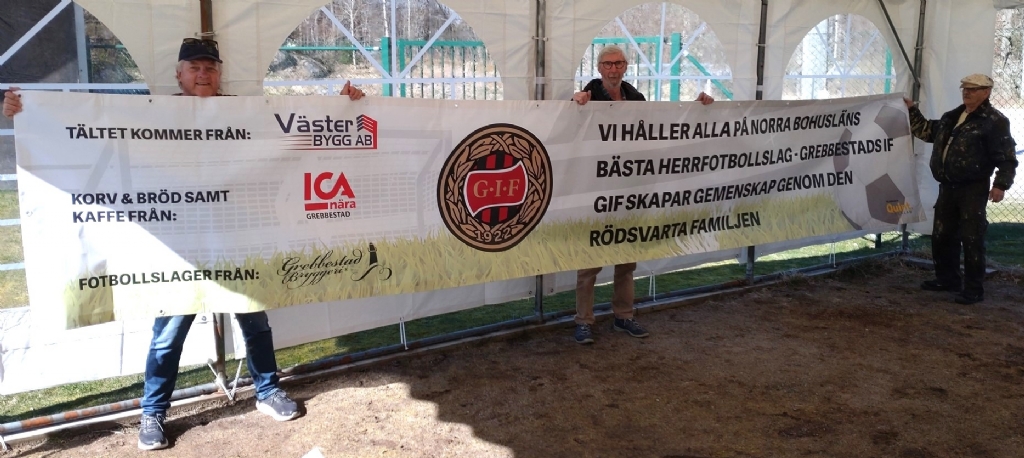 TÄLTET KOMMER FRÅN:
Väster
BYGG AB
KORV & BRÖD SAMT
KAFFE FRÅN:
ICA
nära
GREBBESTAD
FOTBOLLSLAGER FRÅN:
Grebbestad
Bryggeri
G·I·F
1922
VI HÅLLER ALLA PÅ NORRA BOHUSLÄNS
BÄSTA HERRFOTBOLLSLAG - GREBBESTADS IF
GIF SKAPAR GEMENSKAP GENOM DEN
RÖDSVARTA FAMILJEN